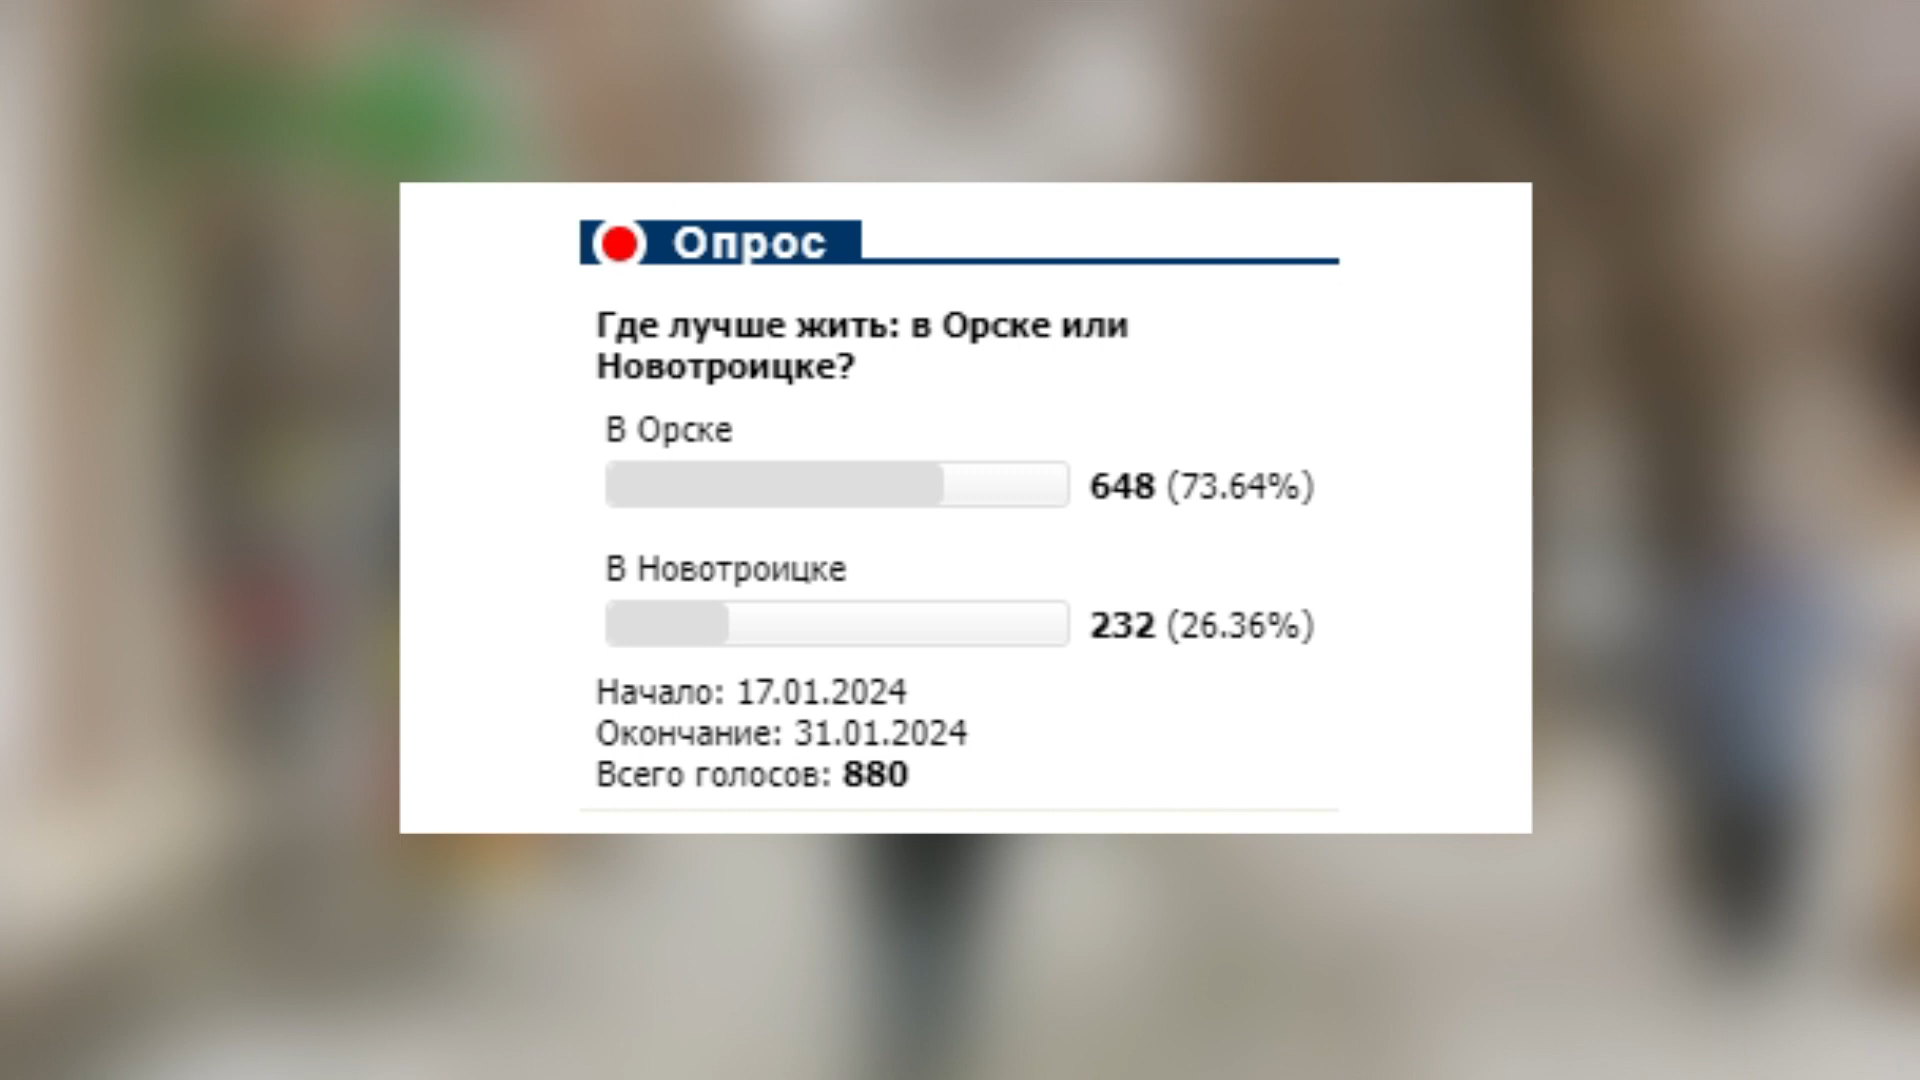 Опрос
Где лучше жить: в Орске или
Новотроицке?
В Орске
648 (73.64%)
В Новотроицке
232 (26.36%)
Начало: 17.01.2024
Окончание: 31.01.2024
Всего голосов: 880